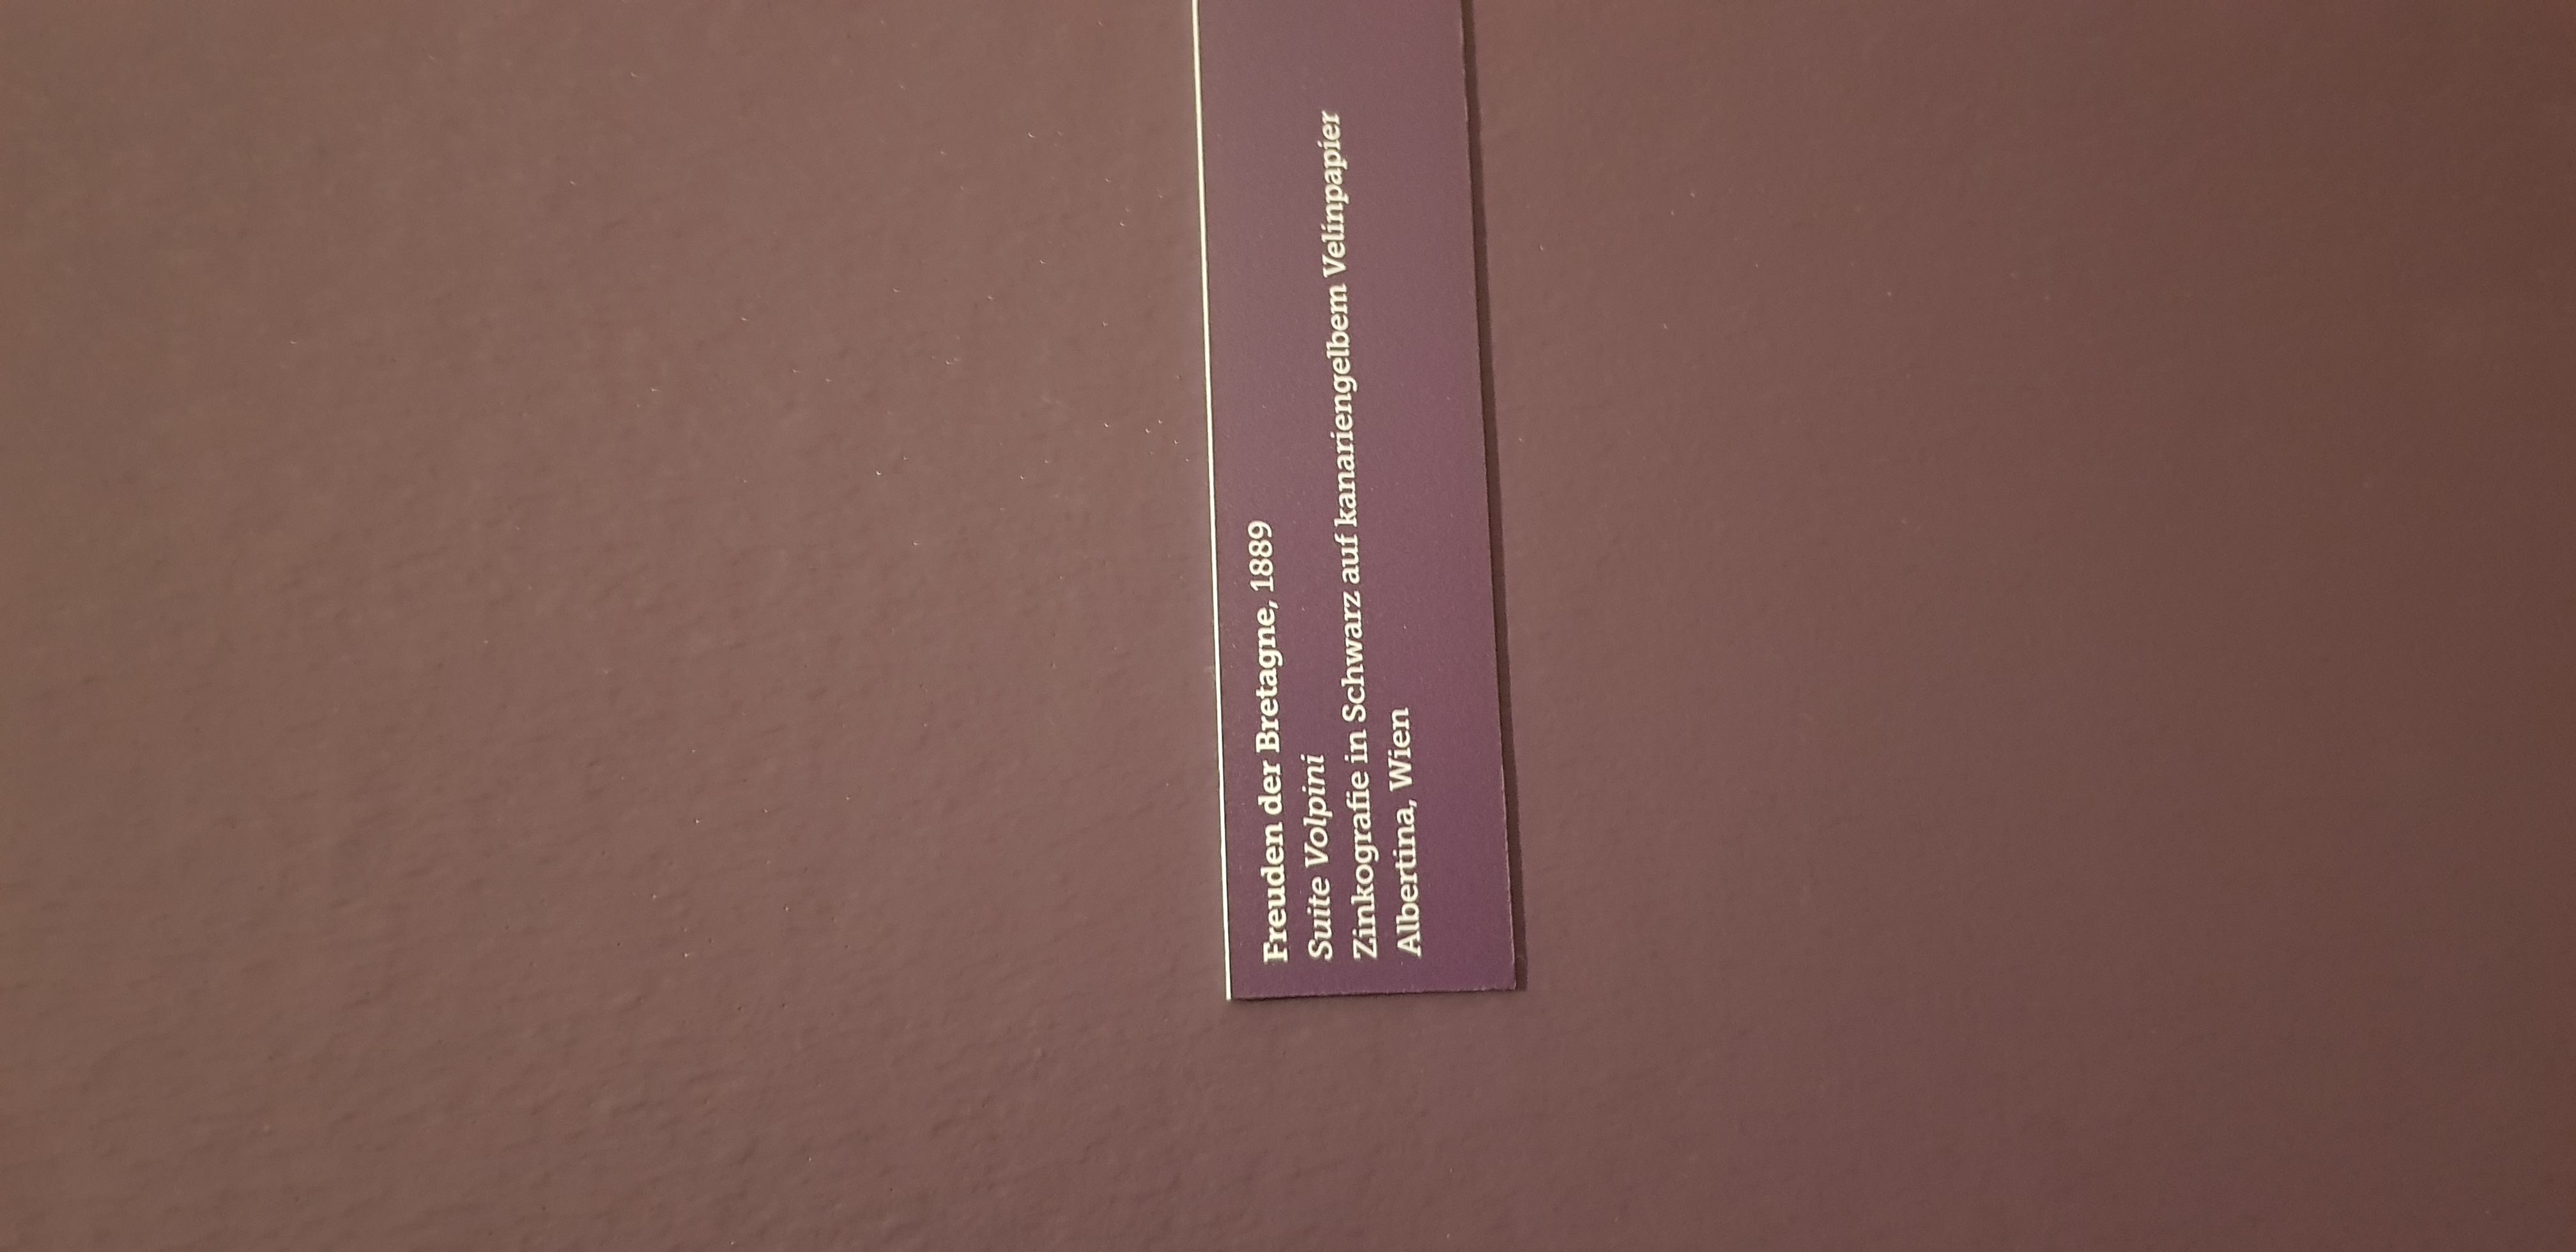 Freuden der Bretagne, 1889
Suite Volpini
Zinkografie in Schwarz auf kanariengelbem Velinpapier
Albertina, Wien